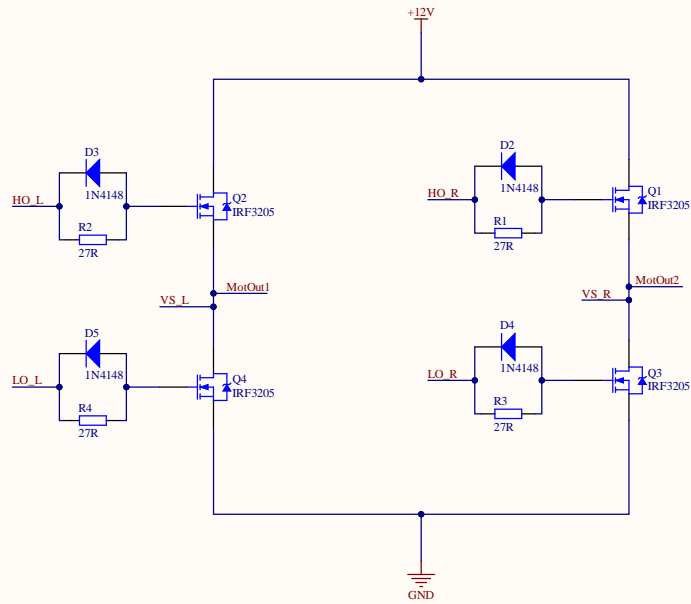 +12V
D3
1N4148
HO_L
R2
27R
Q2
IRF3205
D2
1N4148
HO_R
R1
27R
Q1
IRF3205
MotOut1
VS_L
MotOut2
VS_R
D5
1N4148
LO_L
R4
27R
Q4
IRF3205
D4
1N4148
LO_R
R3
27R
Q3
IRF3205
GND